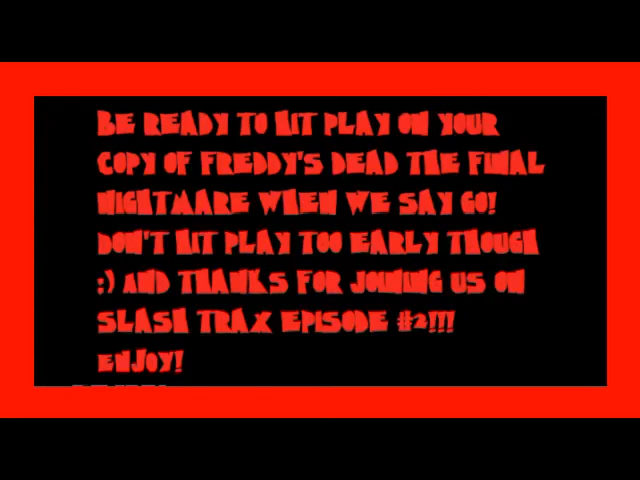 BE READY TO HIT PLAY ON YOUR
COPY OF FREDDY'S DEAD THE FINAL
NIGHTMARE WHEN WE SAY GO!
DON'T HIT PLAY TOO EARLY THOUGH
:) AND THANKS FOR JOINING US ON
SLASH TRAX EPISODE #2!!!
ENJOY!